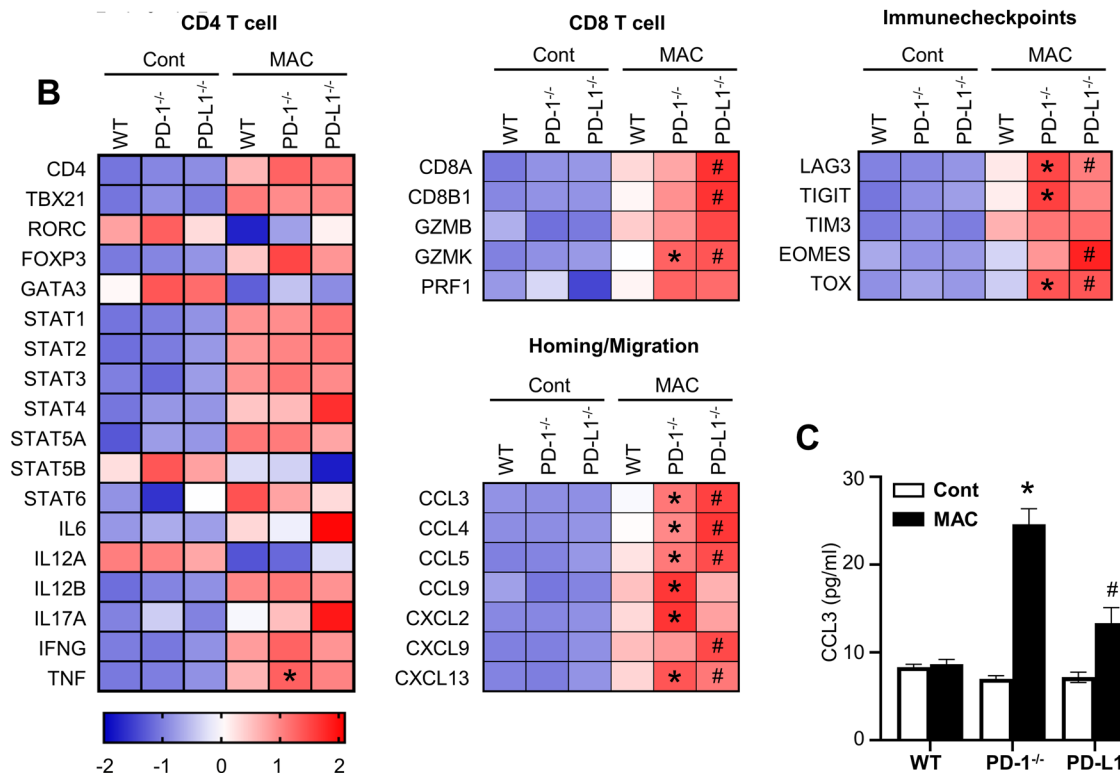 B
CD4 T cell
Cont MAC
WT PD-1-/- PD-L1-/- WT PD-1-/- PD-L1-/-
CD4
TBX21
RORC
FOXP3
GATA3
STAT1
STAT2
STAT3
STAT4
STAT5A
STAT5B
STAT6
IL6
IL12A
IL12B
IL17A
IFNG
TNF *
-2 -1 0 1 2
CD8 T cell
Cont MAC
WT PD-1-/- PD-L1-/- WT PD-1-/- PD-L1-/-
CD8A #
CD8B1 #
GZMB
GZMK * #
PRF1
Immunecheckpoints
Cont MAC
WT PD-1-/- PD-L1-/- WT PD-1-/- PD-L1-/-
LAG3 * #
TIGIT *
TIM3
EOMES #
TOX * #
Homing/Migration
Cont MAC
WT PD-1-/- PD-L1-/- WT PD-1-/- PD-L1-/-
CCL3 * #
CCL4 * #
CCL5 * #
CCL9 *
CXCL2 *
CXCL9 #
CXCL13 * #
C
CCL3 (pg/ml)
30
20
10
0
Cont
MAC
*
#
WT PD-1-/- PD-L1